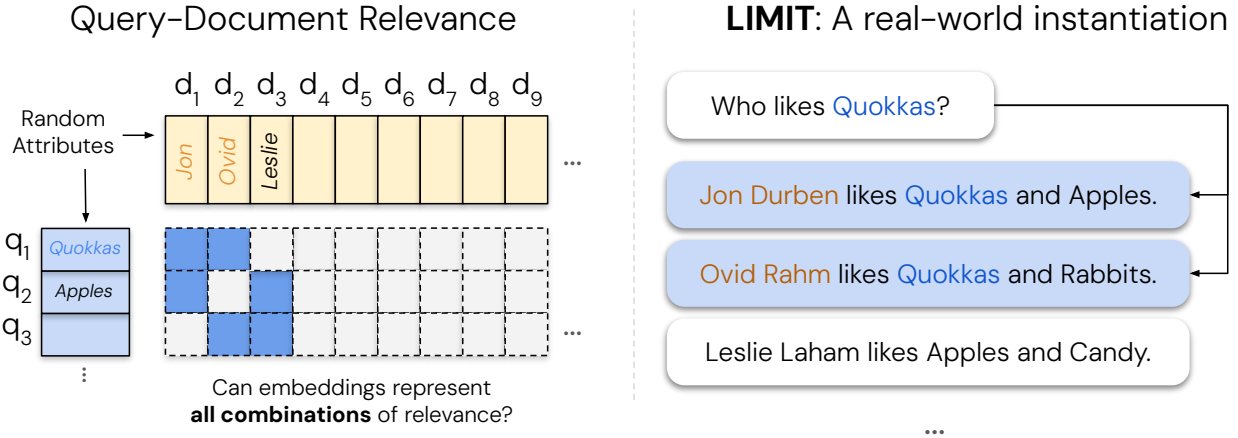 Query-Document Relevance
d1 d2 d3 d4 d5 d6 d7 d8 d9
Random
Attributes
Jon
Ovid
Leslie
...
q1 Quokkas
q2 Apples
q3
...
...
Can embeddings represent
all combinations of relevance?
LIMIT: A real-world instantiation
Who likes Quokkas?
Jon Durben likes Quokkas and Apples.
Ovid Rahm likes Quokkas and Rabbits.
Leslie Laham likes Apples and Candy.
...